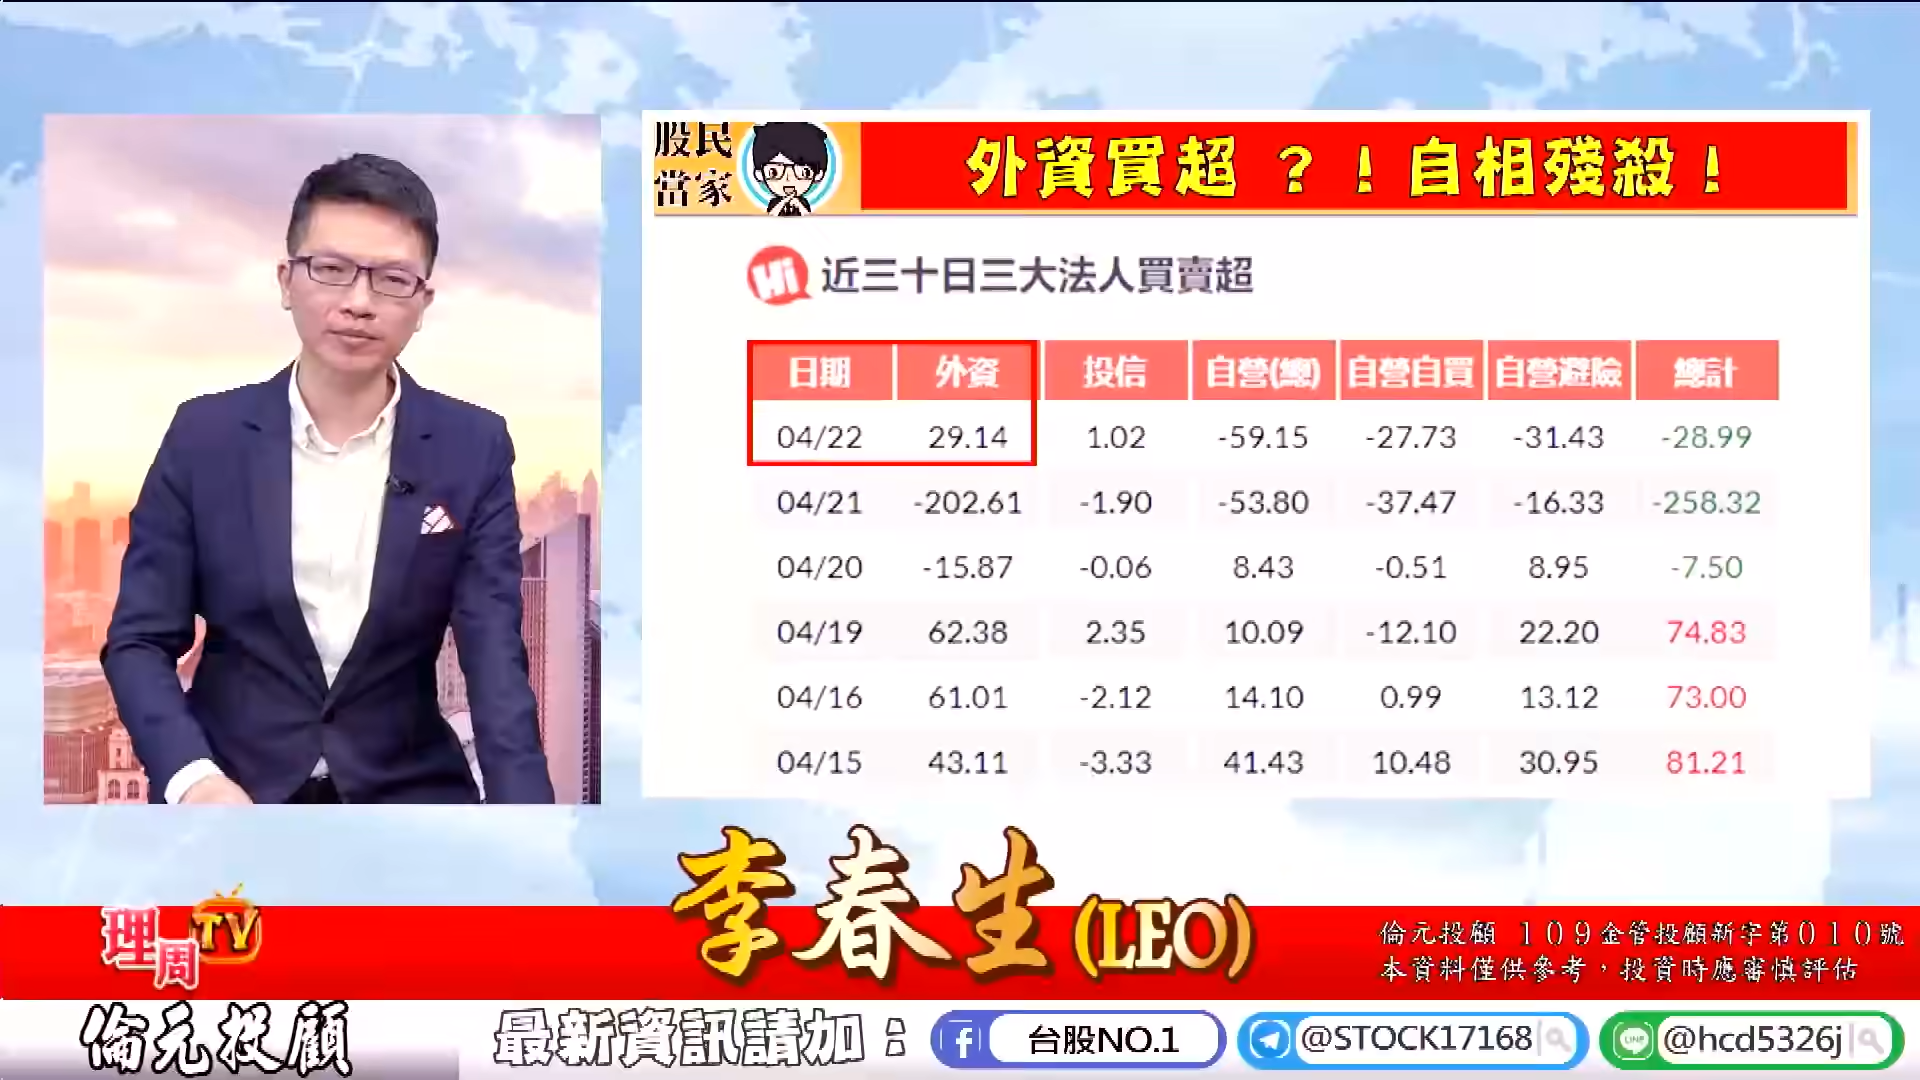 股民
當家
外資買超？！自相殘殺！
Hi 近三十日三大法人買賣超
日期 外資 投信 自營(總) 自營自買 自營避險 總計
04/22 29.14 1.02 -59.15 -27.73 -31.43 -28.99
04/21 -202.61 -1.90 -53.80 -37.47 -16.33 -258.32
04/20 -15.87 -0.06 8.43 -0.51 8.95 -7.50
04/19 62.38 2.35 10.09 -12.10 22.20 74.83
04/16 61.01 -2.12 14.10 0.99 13.12 73.00
04/15 43.11 -3.33 41.43 10.48 30.95 81.21
李春生(LEO)
理周TV
倫元投顧 109金管投顧新字第010號
本資料僅供參考，投資時應審慎評估
倫元投顧
最新資訊請加：
f 台股NO.1
@STOCK17168
LINE @hcd5326j